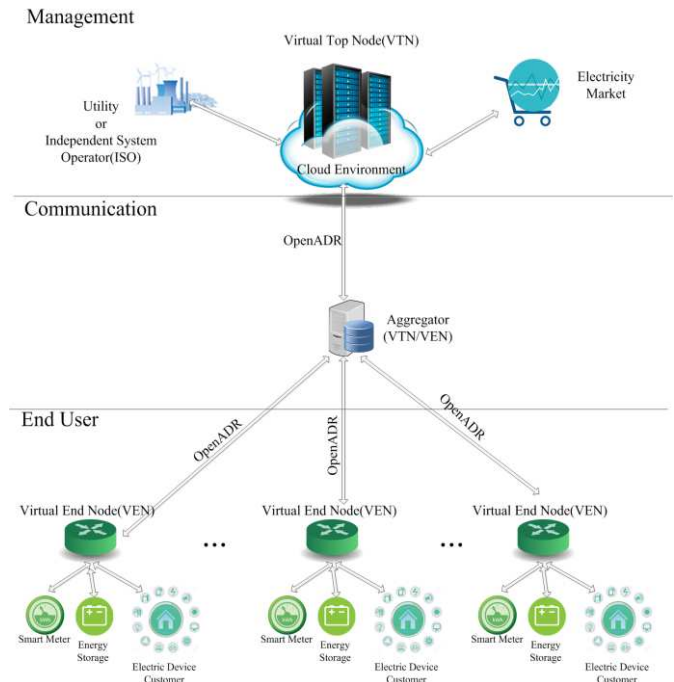 Management
Virtual Top Node(VTN)
Utility
or
Independent System
Operator(ISO)
Electricity
Market
Cloud Environment
Communication
OpenADR
Aggregator
(VTN/VEN)
End User
OpenADR
OpenADR
OpenADR
Virtual End Node(VEN)
Virtual End Node(VEN)
Virtual End Node(VEN)
...
...
Smart Meter
Energy
Storage
Electric Device
Customer
Smart Meter
Energy
Storage
Electric Device
Customer
Smart Meter
Energy
Storage
Electric Device
Customer